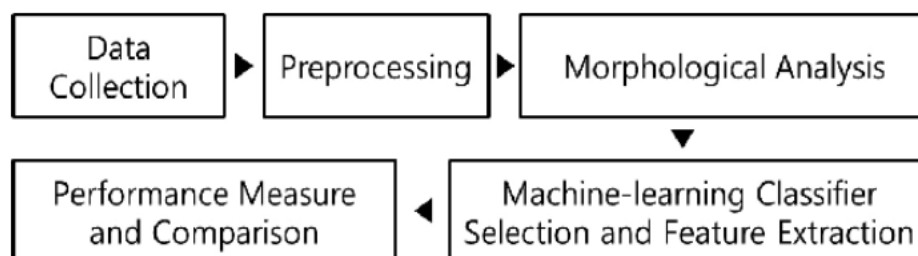 Data
Collection
Preprocessing
Morphological Analysis
Machine-learning Classifier
Selection and Feature Extraction
Performance Measure
and Comparison